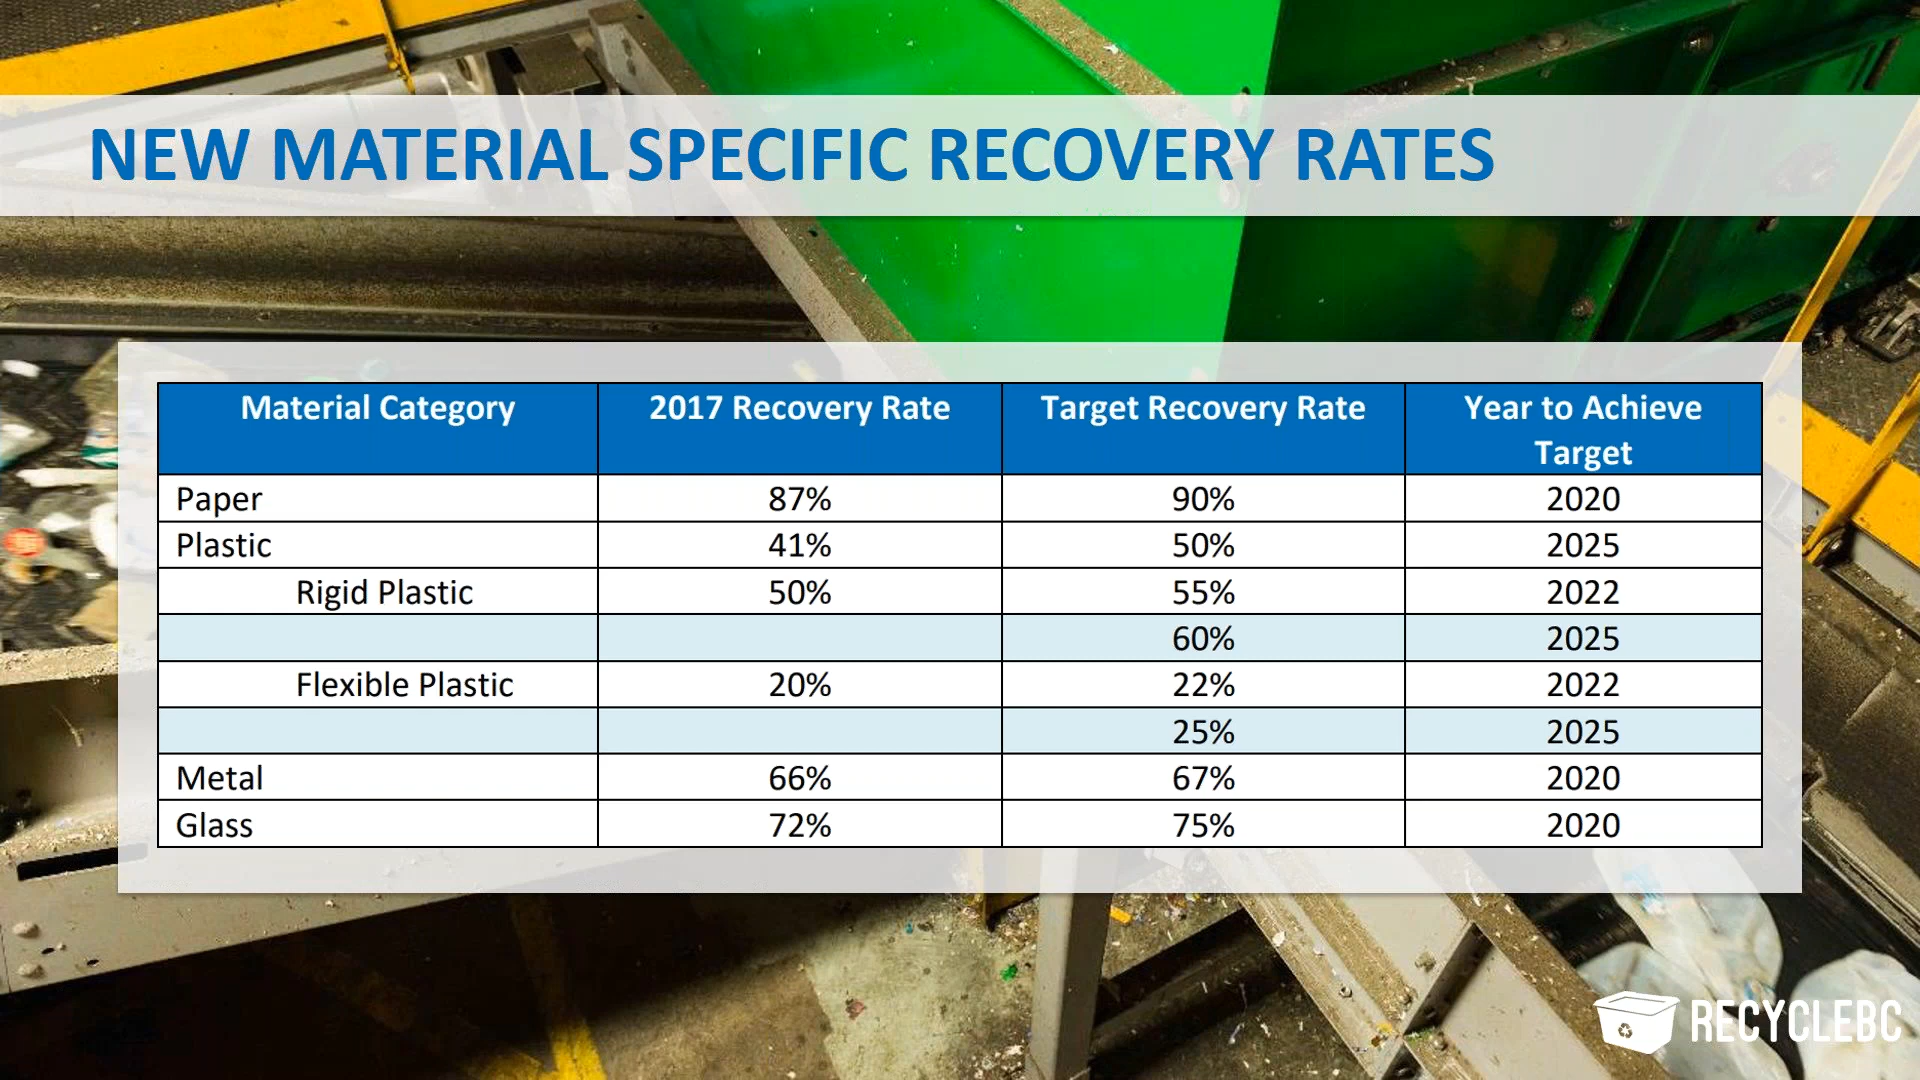 NEW MATERIAL SPECIFIC RECOVERY RATES
Material Category 2017 Recovery Rate Target Recovery Rate Year to Achieve Target
Paper 87% 90% 2020
Plastic 41% 50% 2025
Rigid Plastic 50% 55% 2022
60% 2025
Flexible Plastic 20% 22% 2022
25% 2025
Metal 66% 67% 2020
Glass 72% 75% 2020
RECYCLEBC